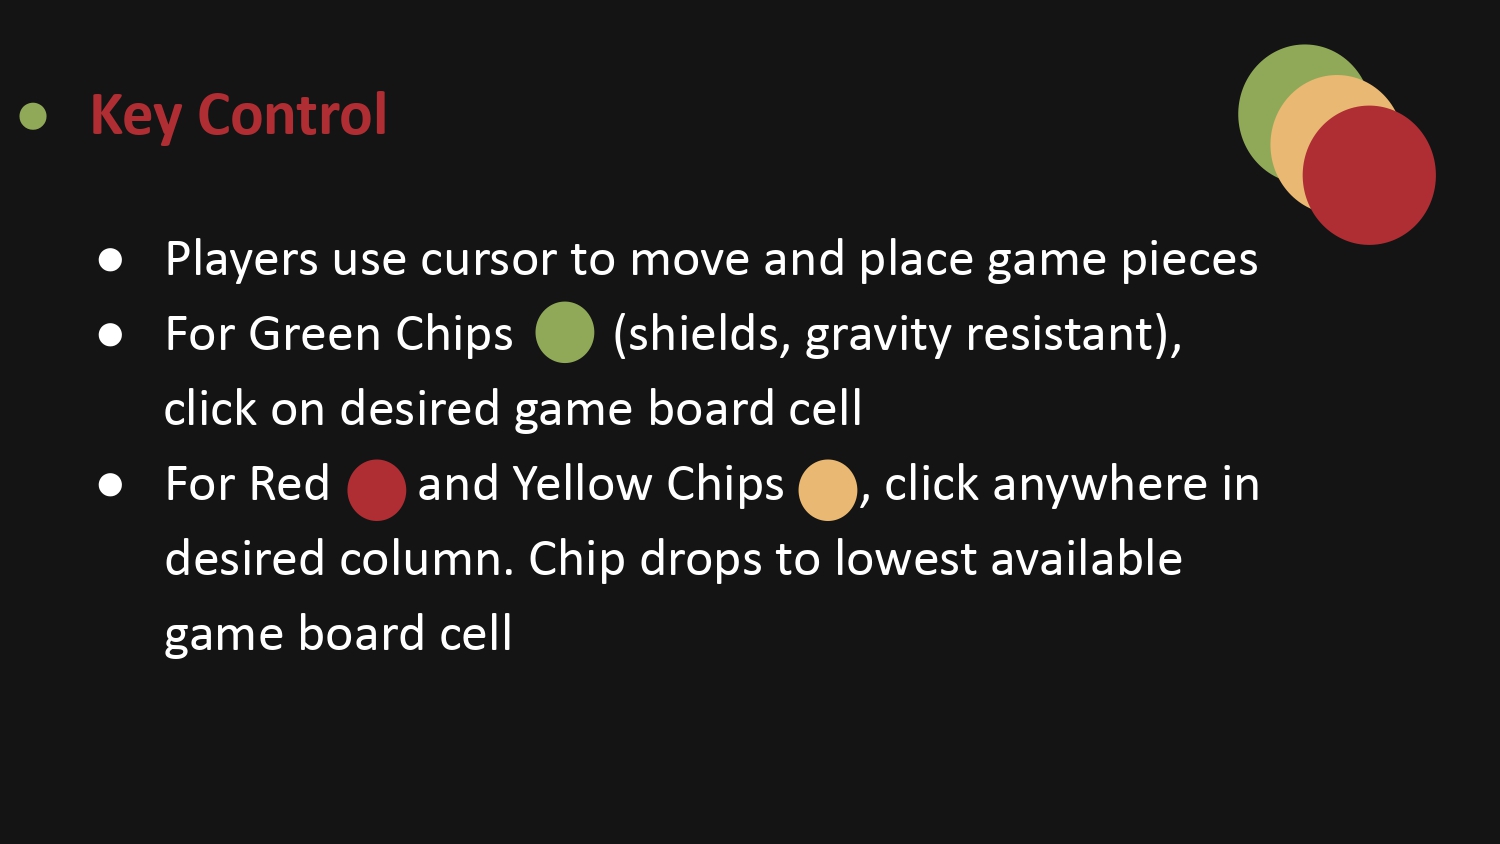 ● Key Control
● Players use cursor to move and place game pieces
● For Green Chips (shields, gravity resistant),
click on desired game board cell
● For Red and Yellow Chips , click anywhere in
desired column. Chip drops to lowest available
game board cell